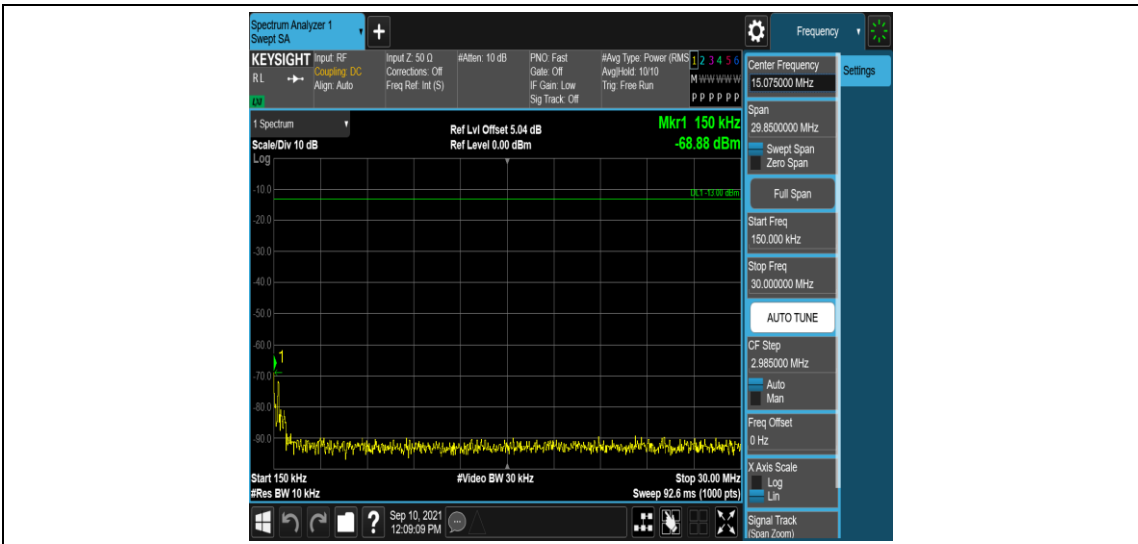 Spectrum Analyzer 1
Swept SA
+
Frequency
KEYSIGHT
RL
LXI
Input: RF
Coupling: DC
Align: Auto
Input Z: 50 Ω
Corrections: Off
Freq Ref: Int (S)
#Atten: 10 dB
PNO: Fast
Gate: Off
IF Gain: Low
Sig Track: Off
#Avg Type: Power (RMS
Avg|Hold: 10/10
Trig: Free Run
1 2 3 4 5 6
M W W W W W
P P P P P P
1 Spectrum
Scale/Div 10 dB
Log
Ref Lvl Offset 5.04 dB
Ref Level 0.00 dBm
Mkr1 150 kHz
-68.88 dBm
DL1 -13.00 dBm
-10.0
-20.0
-30.0
-40.0
-50.0
-60.0
1
-70.0
-80.0
-90.0
Start 150 kHz
#Res BW 10 kHz
#Video BW 30 kHz
Stop 30.00 MHz
Sweep 92.6 ms (1000 pts)
?
Sep 10, 2021
12:09:09 PM
Center Frequency
15.075000 MHz
Settings
Span
29.8500000 MHz
Swept Span
Zero Span
Full Span
Start Freq
150.000 kHz
Stop Freq
30.000000 MHz
AUTO TUNE
CF Step
2.985000 MHz
Auto
Man
Freq Offset
0 Hz
X Axis Scale
Log
Lin
Signal Track
(Span Zoom)